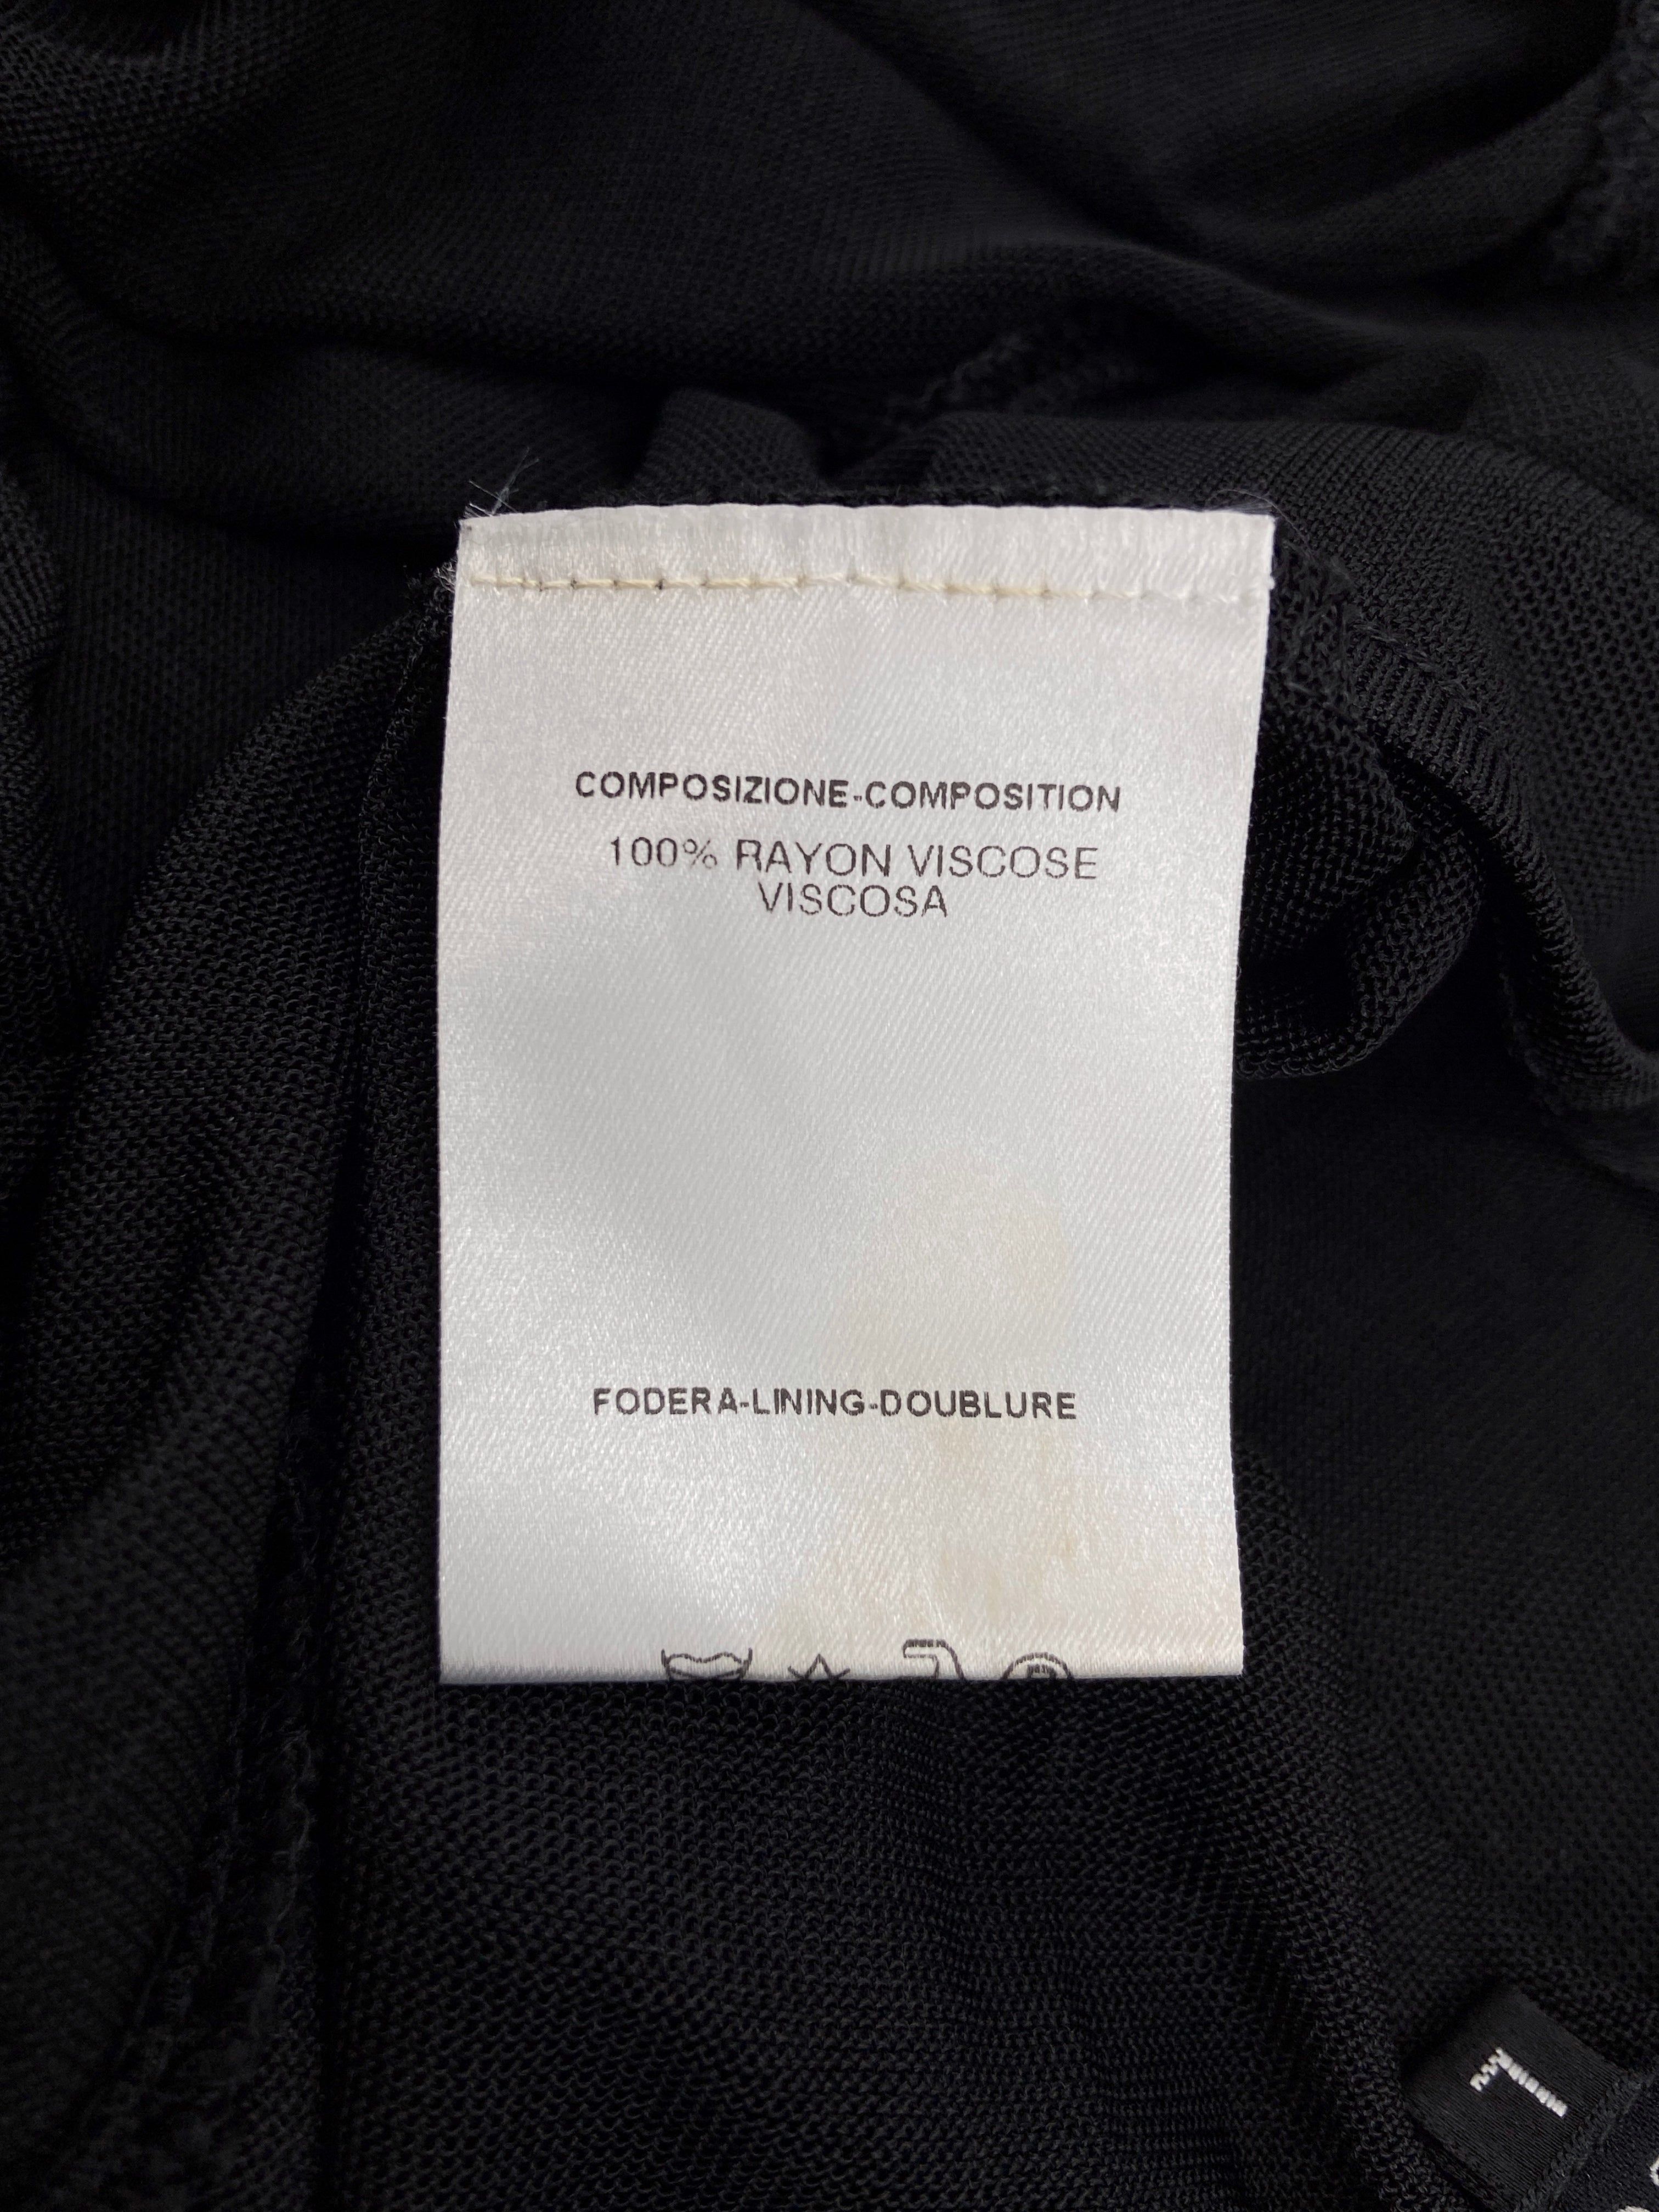 COMPOSIZIONE-COMPOSITION
100% RAYON VISCOSE
VISCOSA
FODERA-LINING-DOUBLURE
L